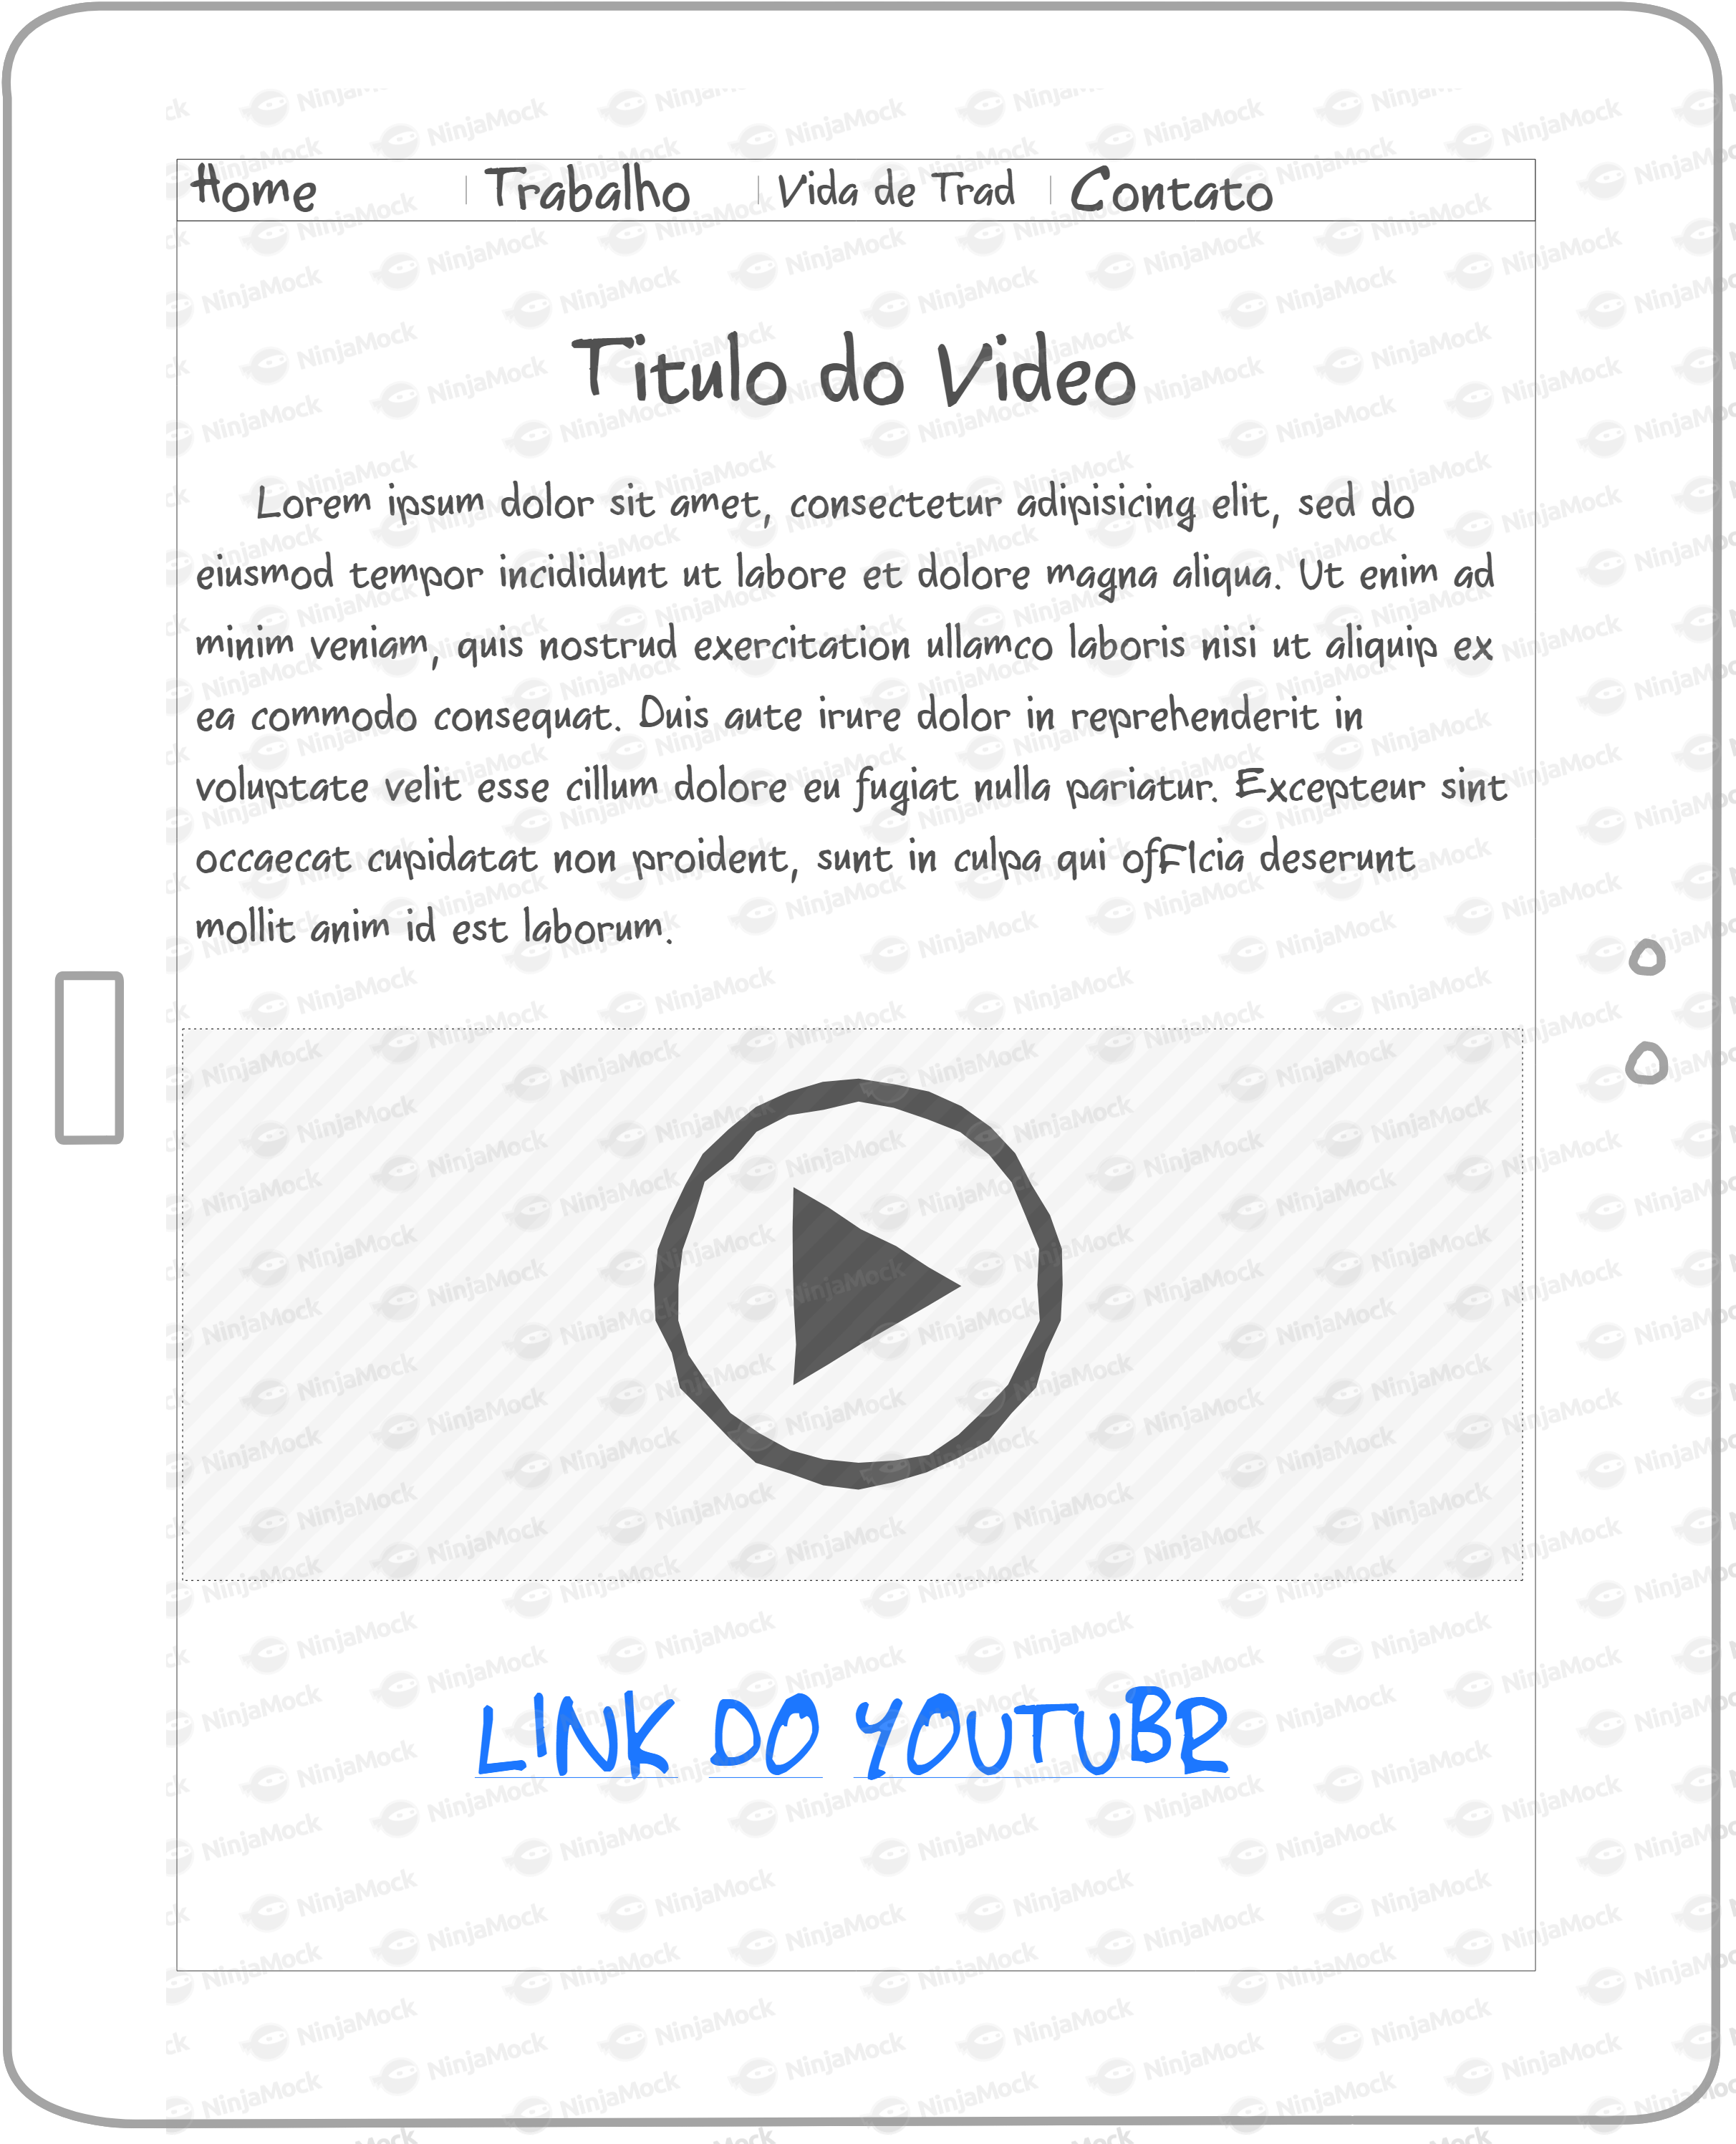 Home | Trabalho | Vida de Trad | Contato
Titulo do Video
Lorem ipsum dolor sit amet, consectetur adipisicing elit, sed do
eiusmod tempor incididunt ut labore et dolore magna aliqua. Ut enim ad
minim veniam, quis nostrud exercitation ullamco laboris nisi ut aliquip ex
ea commodo consequat. Duis aute irure dolor in reprehenderit in
voluptate velit esse cillum dolore eu fugiat nulla pariatur. Excepteur sint
occaecat cupidatat non proident, sunt in culpa qui officia deserunt
mollit anim id est laborum.
LINK DO YOUTUBR
NinjaMock